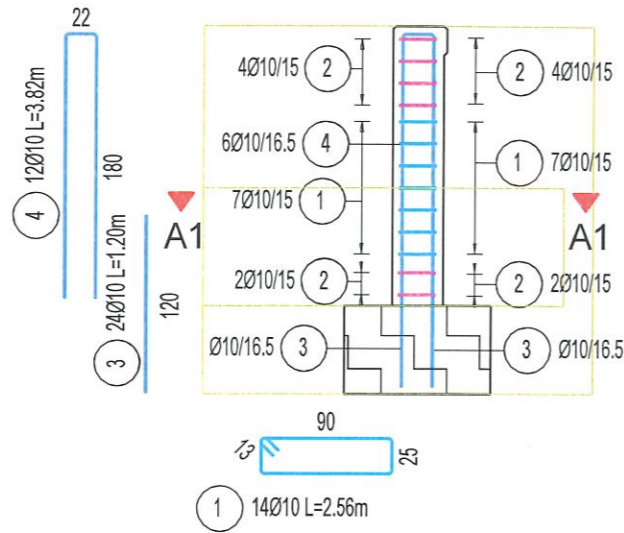 22
4Ø10/15 2
2 4Ø10/15
4 12Ø10 L=3.82m
180
6Ø10/16.5 4
1 7Ø10/15
7Ø10/15 1
A1
A1
3 24Ø10 L=1.20m
120
2Ø10/15 2
2 2Ø10/15
Ø10/16.5 3
3 Ø10/16.5
90
13
25
1 14Ø10 L=2.56m